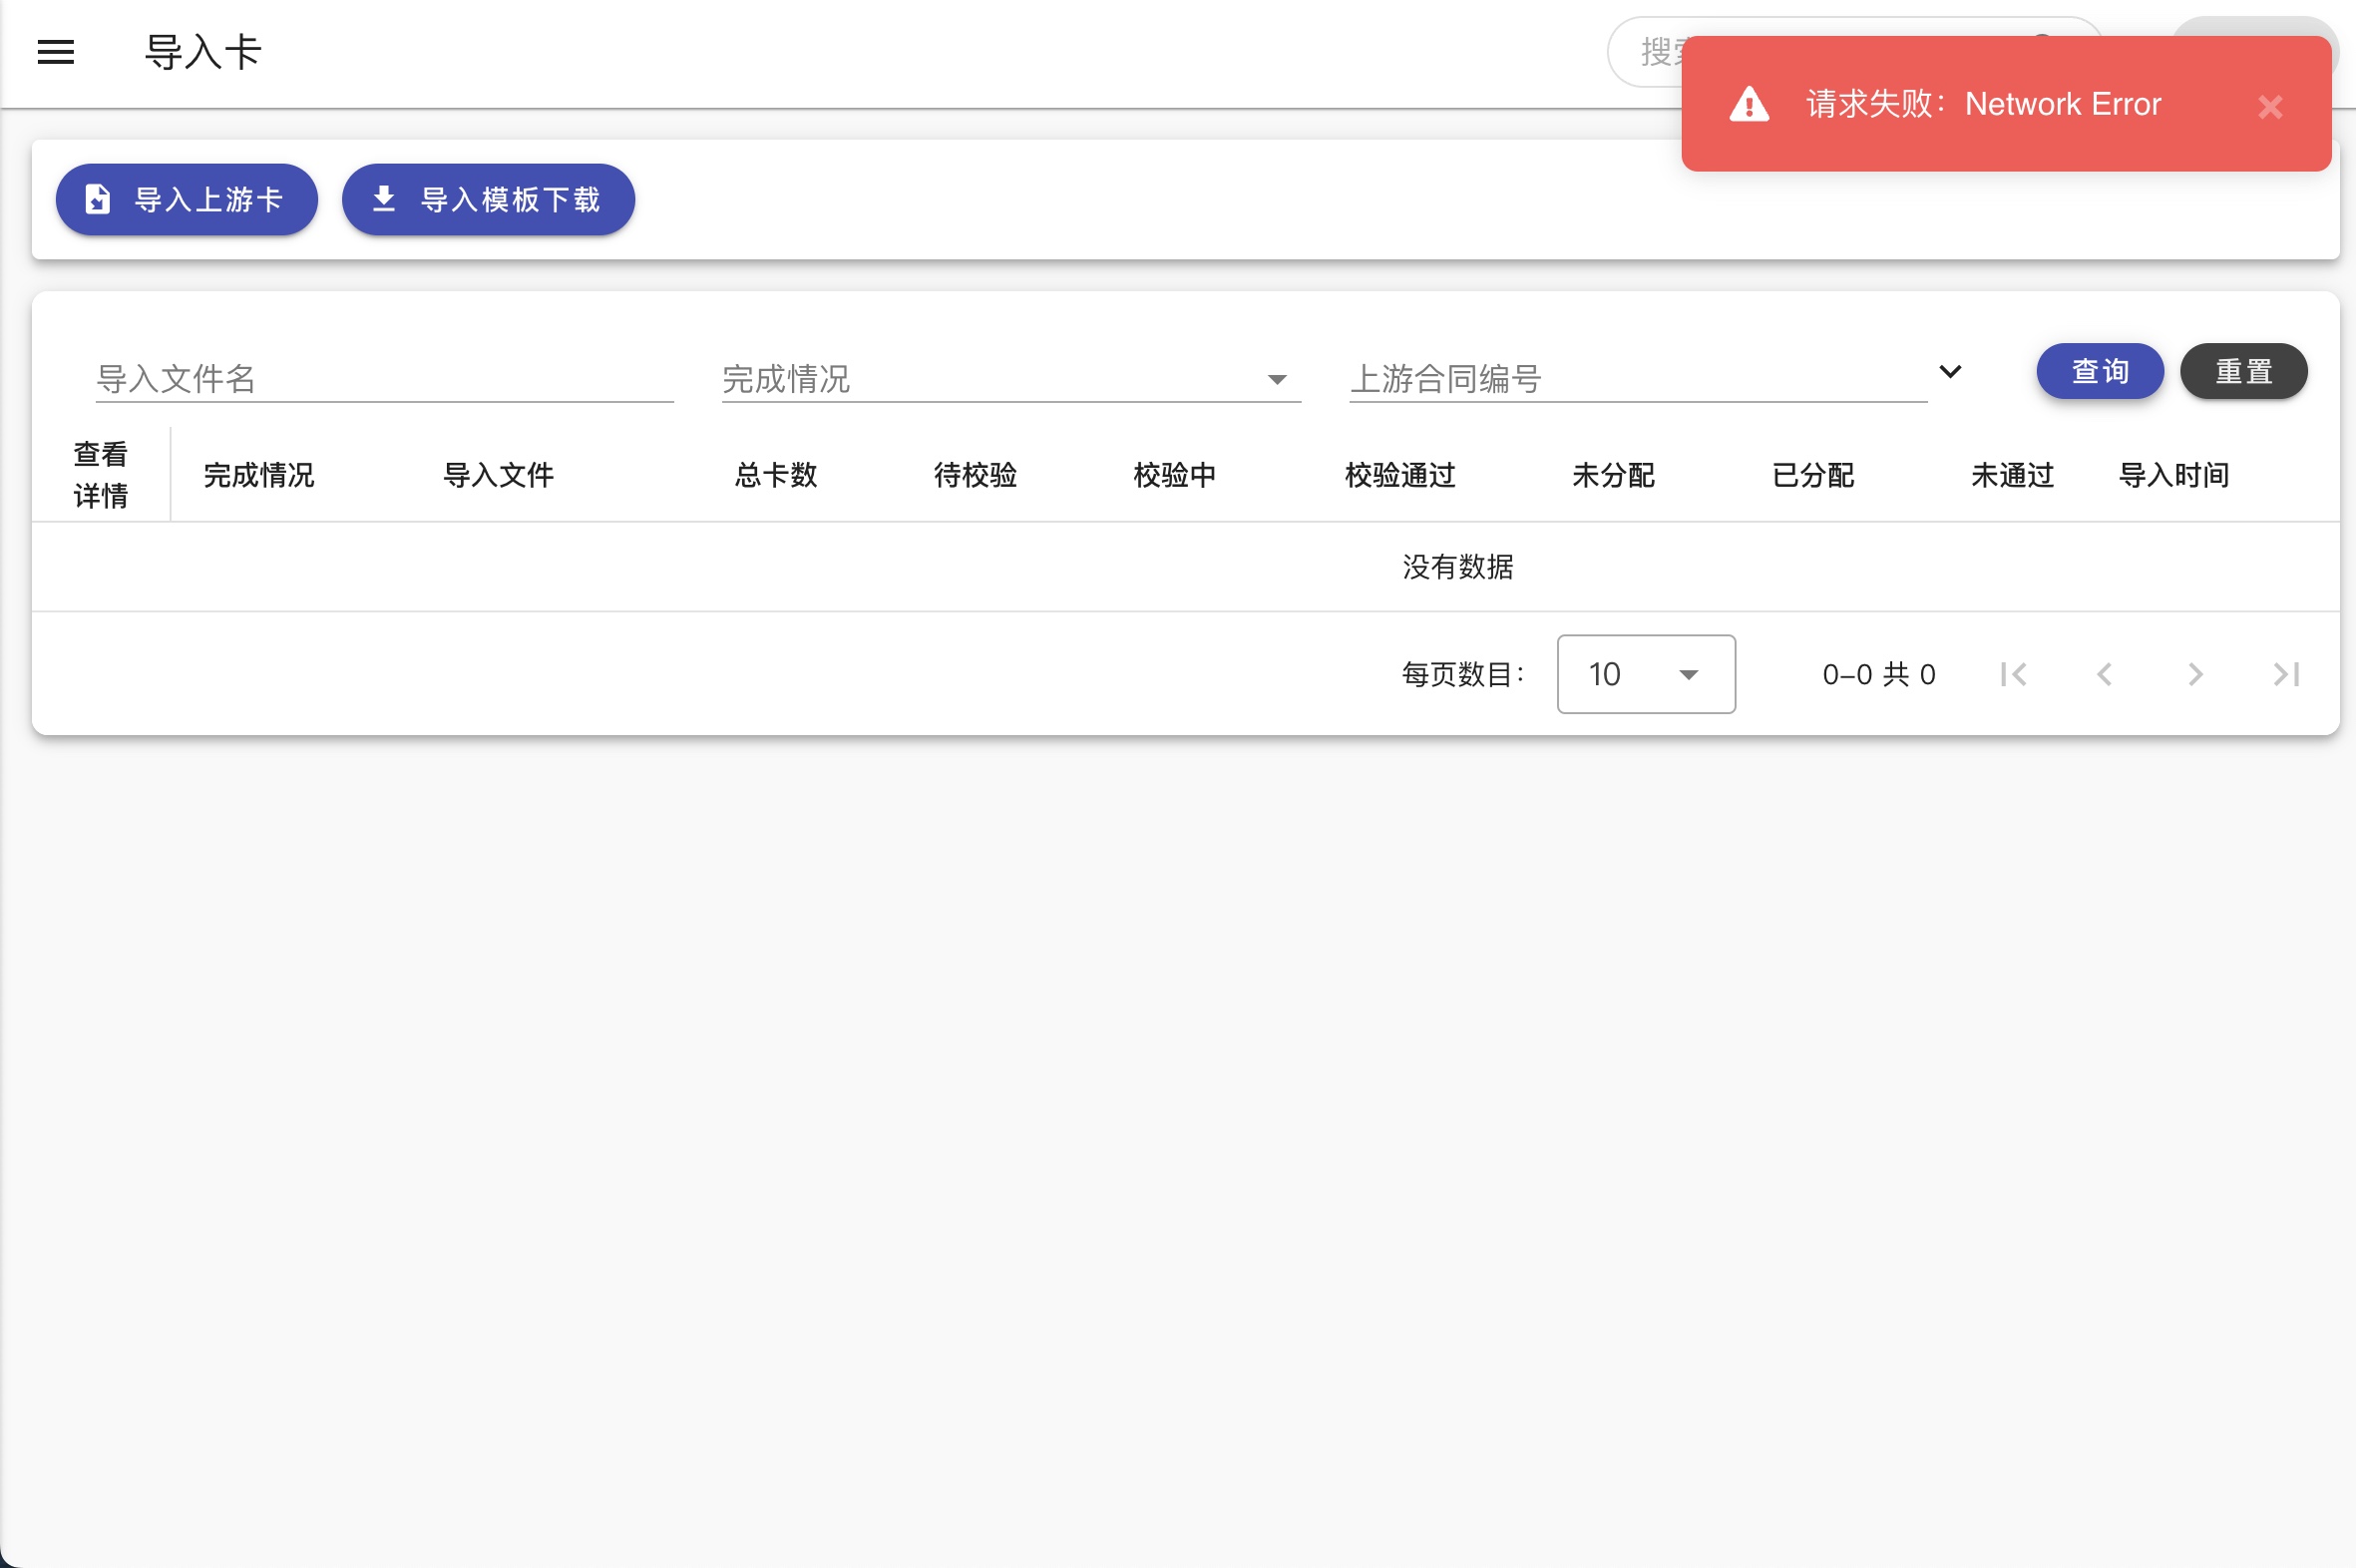 导入卡
搜
请求失败：Network Error
导入上游卡
导入模板下载
导入文件名
完成情况
上游合同编号
查询
重置
查看
详情
完成情况
导入文件
总卡数
待校验
校验中
校验通过
未分配
已分配
未通过
导入时间
没有数据
每页数目：
10
0-0 共 0